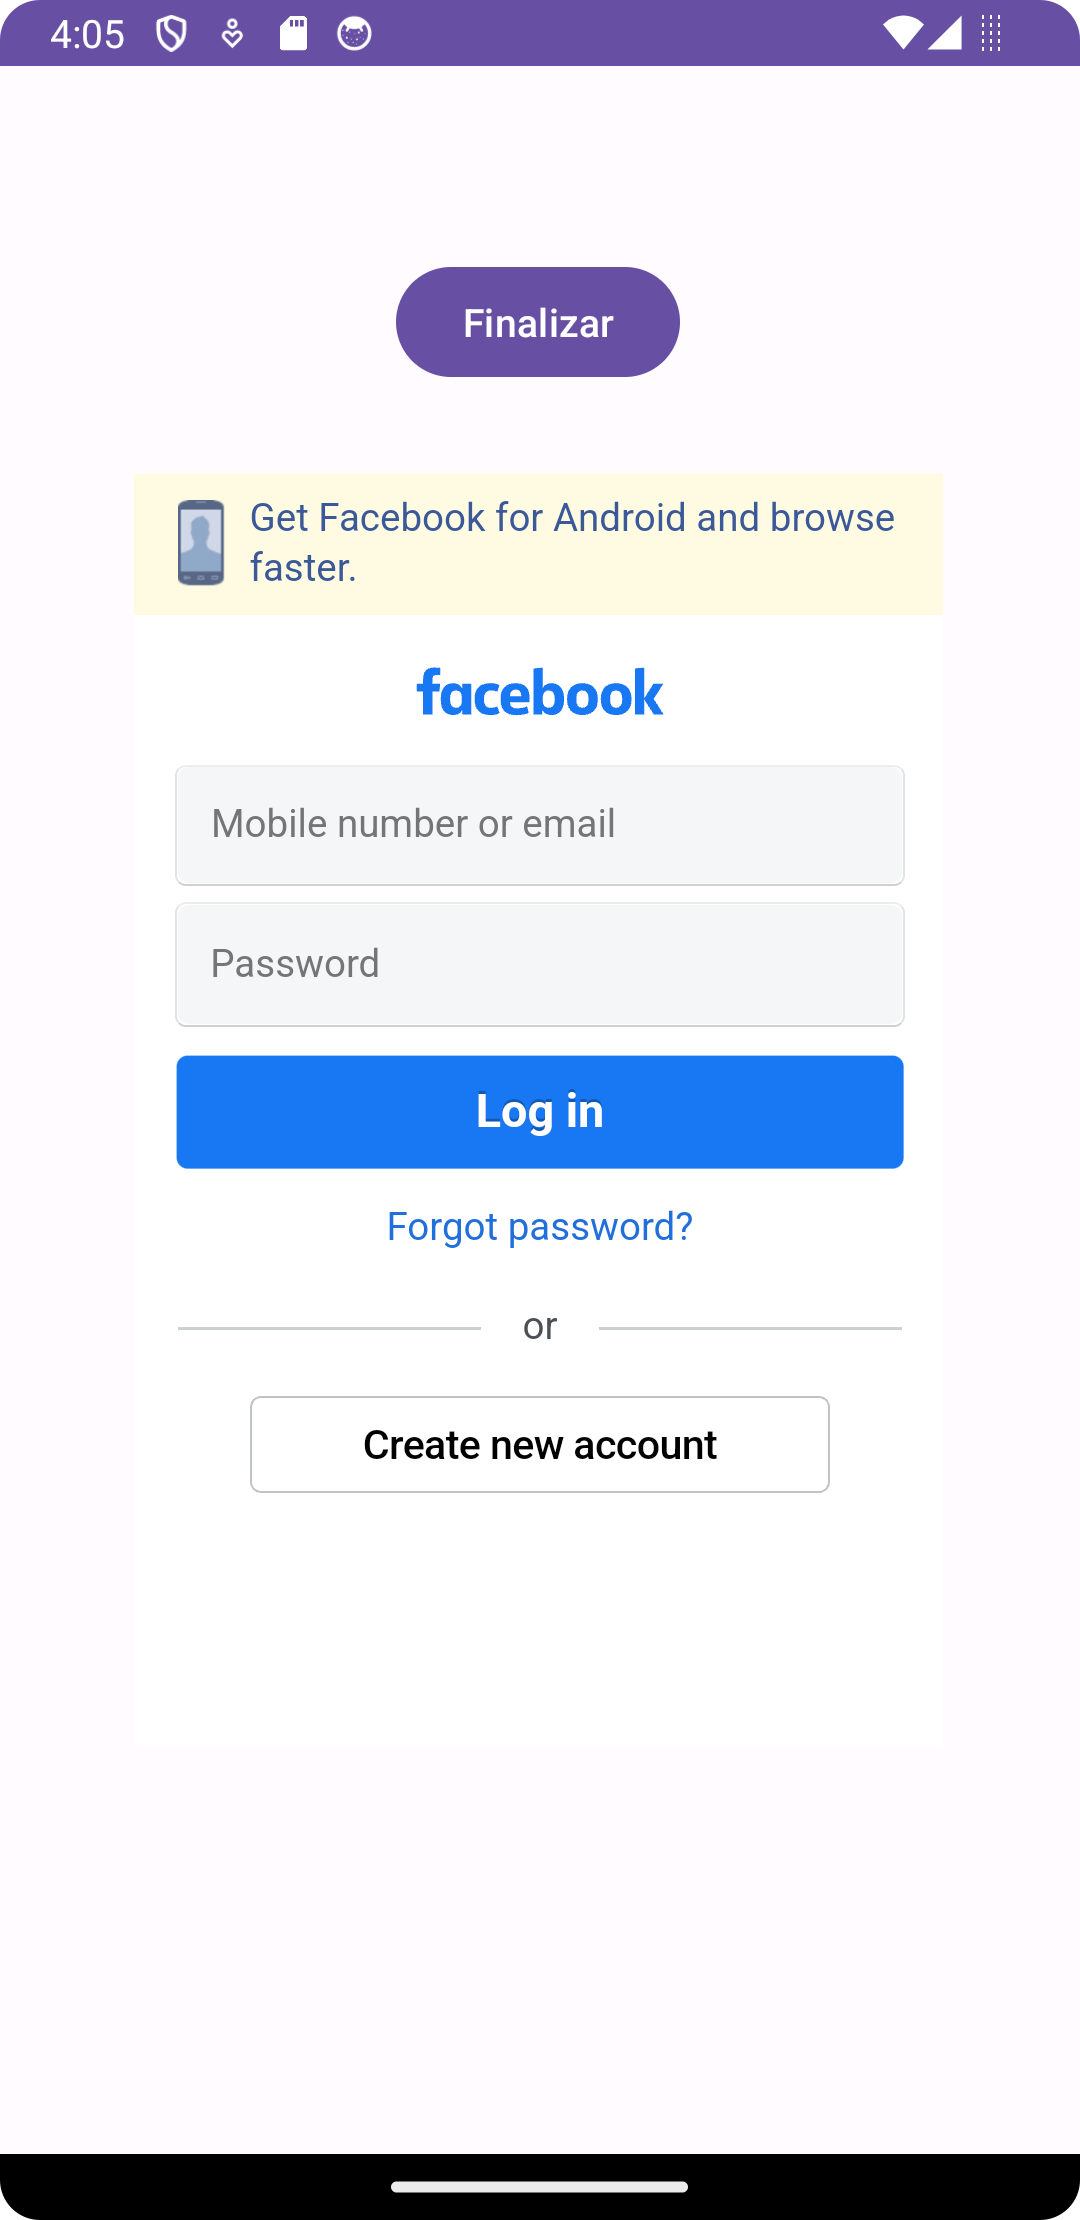 4:05
Finalizar
Get Facebook for Android and browse
faster.
facebook
Mobile number or email
Password
Log in
Forgot password?
or
Create new account